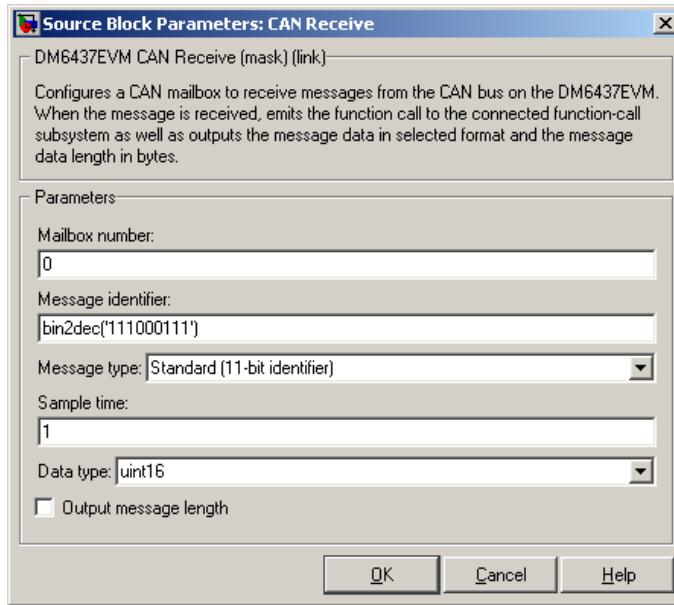 Source Block Parameters: CAN Receive
DM6437EVM CAN Receive (mask) (link)
Configures a CAN mailbox to receive messages from the CAN bus on the DM6437EVM.
When the message is received, emits the function call to the connected function-call
subsystem as well as outputs the message data in selected format and the message
data length in bytes.
Parameters
Mailbox number:
0
Message identifier:
bin2dec('111000111')
Message type: Standard (11-bit identifier)
Sample time:
1
Data type: uint16
Output message length
OK Cancel Help